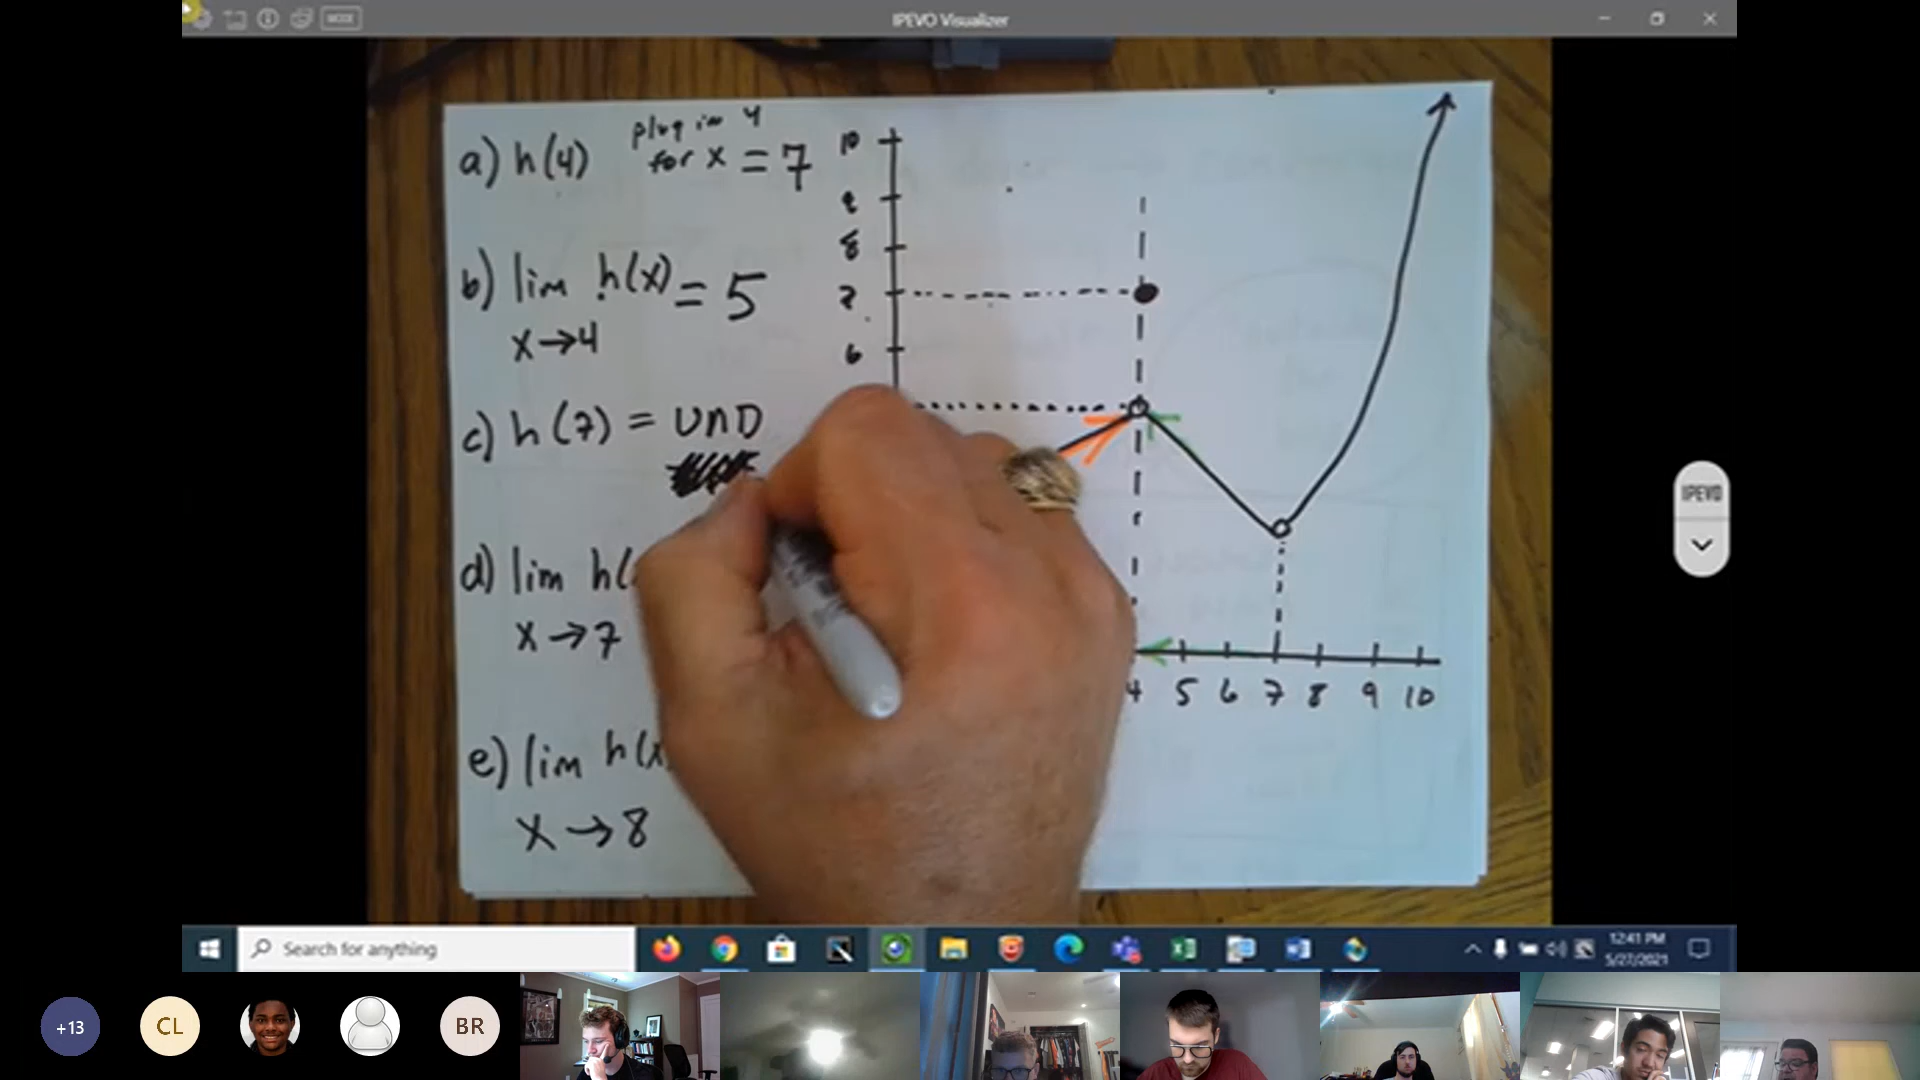 IPEVO Visualizer
MODE
a) h(4) plug in 4
for x = 7
b) lim h(x) = 5
x→4
c) h(7) = UND
d) lim h(
x→7
e) lim h(x
x→8
10
8
7
6
4 5 6 7 8 9 10
IPEVO
Search for anything
12:41 PM
5/27/2021
+13
CL
BR